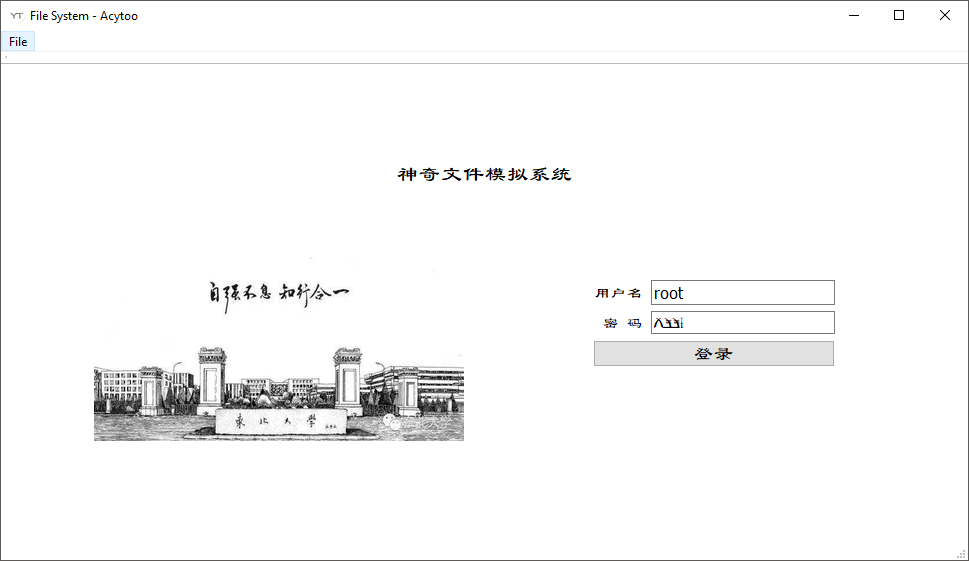 File System - Acytoo
File
神奇文件模拟系统
自强不息 知行合一
東北大學
用户名 root
密 码
登录